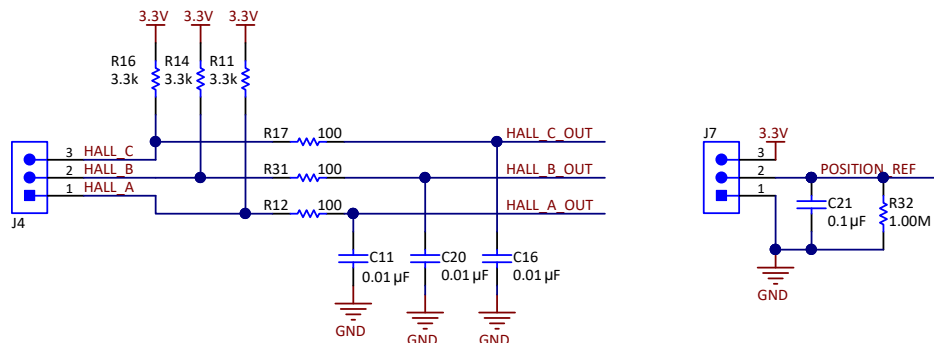 3.3V 3.3V 3.3V
R16 R14 R11
3.3k 3.3k 3.3k
R17 100 HALL_C_OUT
3 HALL_C
2 HALL_B
R31 100 HALL_B_OUT
1 HALL_A
R12 100 HALL_A_OUT
J4
C11 C20 C16
0.01 µF 0.01 µF 0.01 µF
GND GND GND
J7 3.3V
3
2 POSITION_REF
1
C21 R32
0.1 µF 1.00M
GND